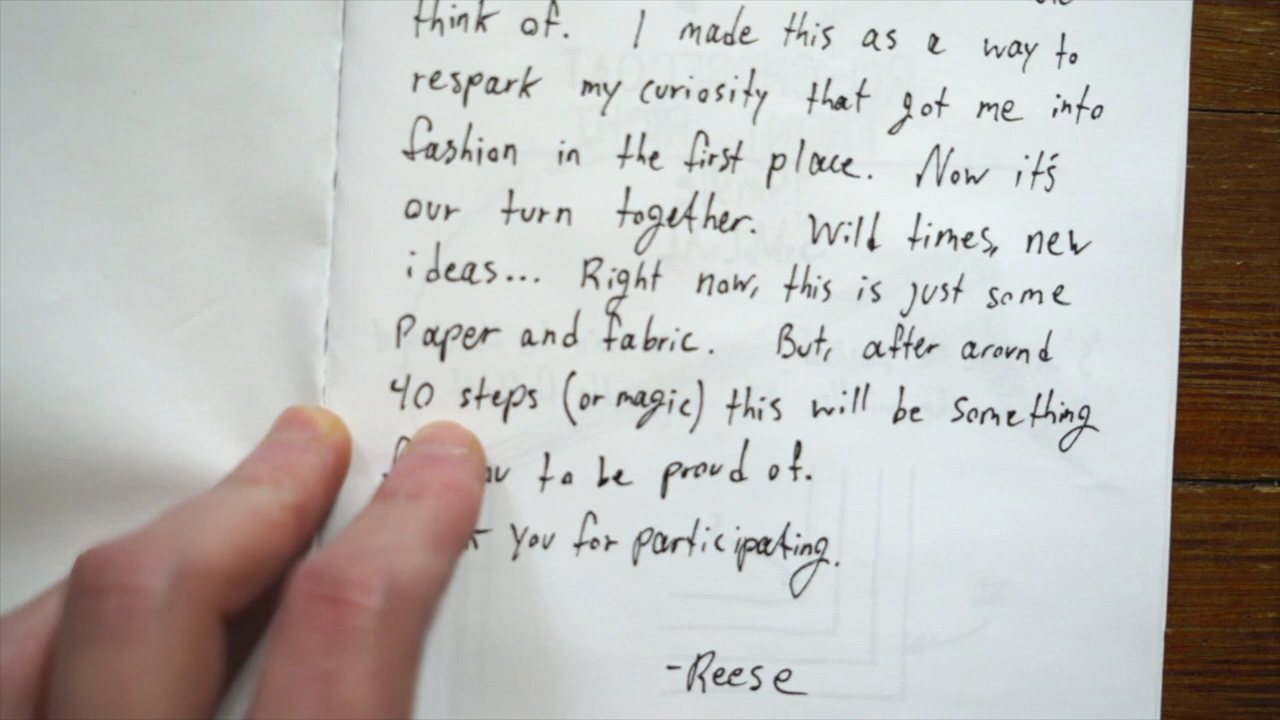 think of. I made this as a way to
respark my curiosity that got me into
fashion in the first place. Now it's
our turn together. Wild times, new
ideas... Right now, this is just some
Paper and fabric. But, after around
40 steps (or magic) this will be something
to be proud of.
you for participating.
-Reese